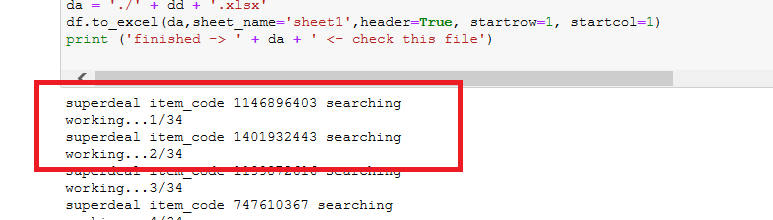 da = './' + dd + '.xlsx'
df.to_excel(da,sheet_name='sheet1',header=True, startrow=1, startcol=1)
print ('finished -> ' + da + ' <- check this file')
superdeal item_code 1146896403 searching
working...1/34
superdeal item_code 1401932443 searching
working...2/34
superdeal item_code searching
working...3/34
superdeal item_code 747610367 searching